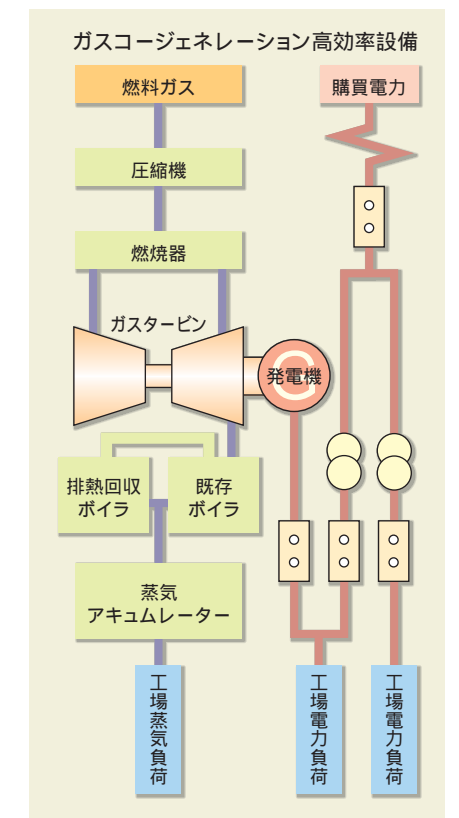 ガスコージェネレーション高効率設備
燃料ガス
購買電力
圧縮機
燃焼器
ガスタービン
G
発電機
排熱回収
ボイラ
既存
ボイラ
蒸気
アキュムレーター
工場蒸気負荷
工場電力負荷
工場電力負荷